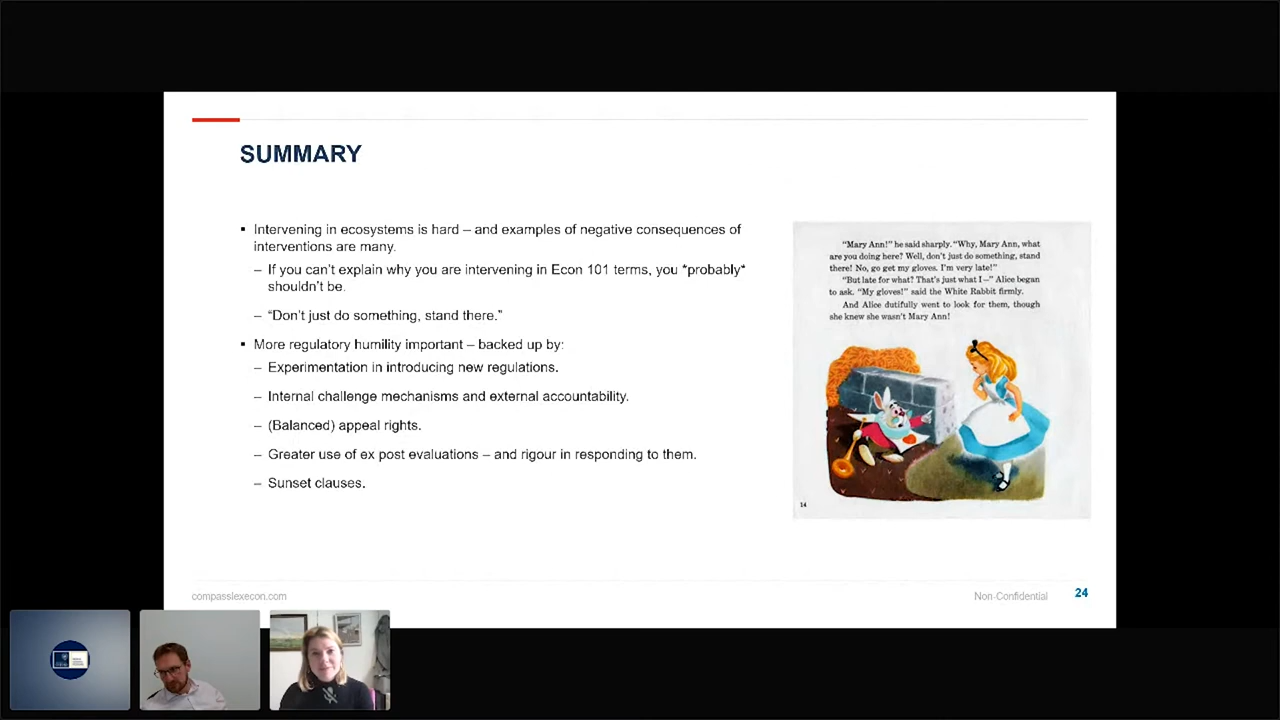 SUMMARY
▪ Intervening in ecosystems is hard – and examples of negative consequences of
interventions are many.
– If you can't explain why you are intervening in Econ 101 terms, you *probably*
shouldn't be.
– “Don't just do something, stand there.”
▪ More regulatory humility important – backed up by:
– Experimentation in introducing new regulations.
– Internal challenge mechanisms and external accountability.
– (Balanced) appeal rights.
– Greater use of ex post evaluations – and rigour in responding to them.
– Sunset clauses.
“Mary Ann!” he said sharply. “Why, Mary Ann, what
are you doing here? Well, don't just do something, stand
there! No, go get my gloves. I'm very late!”
“But late for what? That's just what I—” Alice began
to ask. “My gloves!” said the White Rabbit firmly.
And Alice dutifully went to look for them, though
she knew she wasn't Mary Ann!
14
compasslexecon.com
Non-Confidential
24